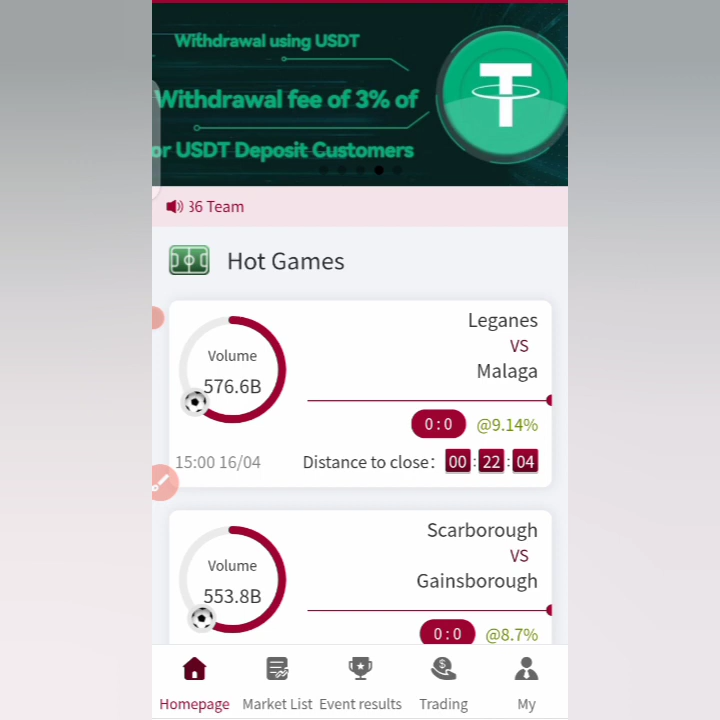 Withdrawal using USDT
Withdrawal fee of 3% of
or USDT Deposit Customers
36 Team
Hot Games
Volume
576.6B
Leganes
VS
Malaga
0:0 @9.14%
15:00 16/04 Distance to close: 00:22:04
Volume
553.8B
Scarborough
VS
Gainsborough
0:0 @8.7%
Homepage Market List Event results Trading My